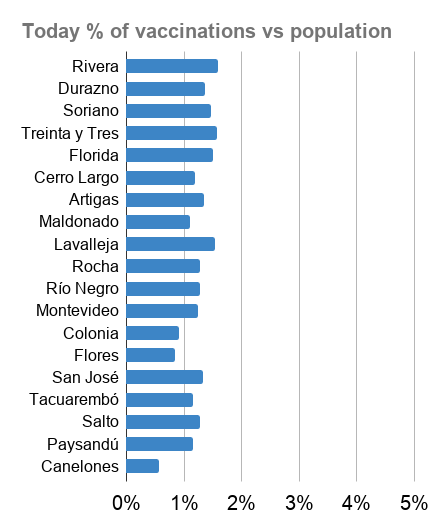 Today % of vaccinations vs population
Rivera
Durazno
Soriano
Treinta y Tres
Florida
Cerro Largo
Artigas
Maldonado
Lavalleja
Rocha
Río Negro
Montevideo
Colonia
Flores
San José
Tacuarembó
Salto
Paysandú
Canelones
0% 1% 2% 3% 4% 5%